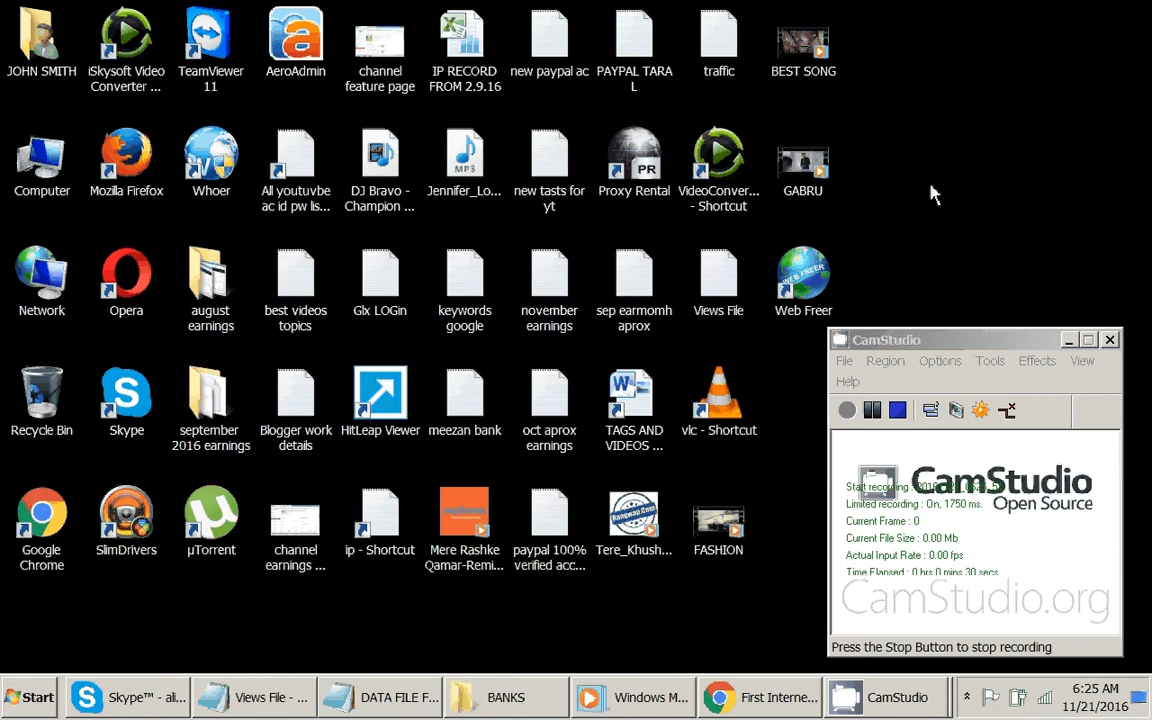 JOHN SMITH
iSkysoft Video
Converter ...
TeamViewer
11
AeroAdmin
channel
feature page
IP RECORD
FROM 2.9.16
new paypal ac
PAYPAL TARA
L
traffic
BEST SONG
Computer
Mozilla Firefox
Whoer
All youtuvbe
ac id pw lis...
DJ Bravo -
Champion ...
MP3
Jennifer_Lo...
new tasts for
yt
PR
Proxy Rental
VideoConver...
- Shortcut
GABRU
Network
Opera
august
earnings
best videos
topics
Glx LOGin
keywords
google
november
earnings
sep earmomh
aprox
Views File
WEB FREER
Web Freer
Recycle Bin
Skype
september
2016 earnings
Blogger work
details
HitLeap Viewer
meezan bank
oct aprox
earnings
TAGS AND
VIDEOS ...
vlc - Shortcut
Google
Chrome
SlimDrivers
µTorrent
channel
earnings ...
ip - Shortcut
Mere Rashke
Qamar-Remi...
paypal 100%
verified acc...
Tere_Khush...
FASHION
CamStudio
File Region Options Tools Effects View
Help
CamStudio
Open Source
Start recording :
Limited recording : On, 1750 ms.
Current Frame : 0
Current File Size : 0.00 Mb
Actual Input Rate : 0.00 fps
Time Elapsed : 0 hrs 0 mins 30 secs
CamStudio.org
Press the Stop Button to stop recording
Start
Skype™ - ali...
Views File - ...
DATA FILE F...
BANKS
Windows M...
First Interne...
CamStudio
6:25 AM
11/21/2016